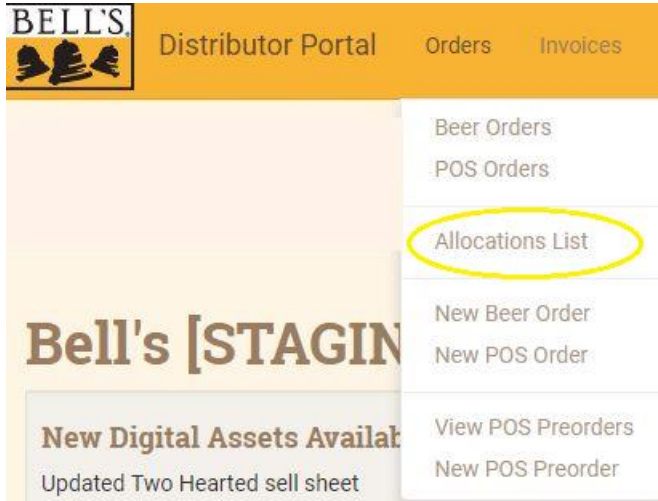 BELL'S
Distributor Portal
Orders
Invoices
Beer Orders
POS Orders
Allocations List
New Beer Order
New POS Order
View POS Preorders
New POS Preorder
Bell's [STAGIN
New Digital Assets Availab
Updated Two Hearted sell sheet